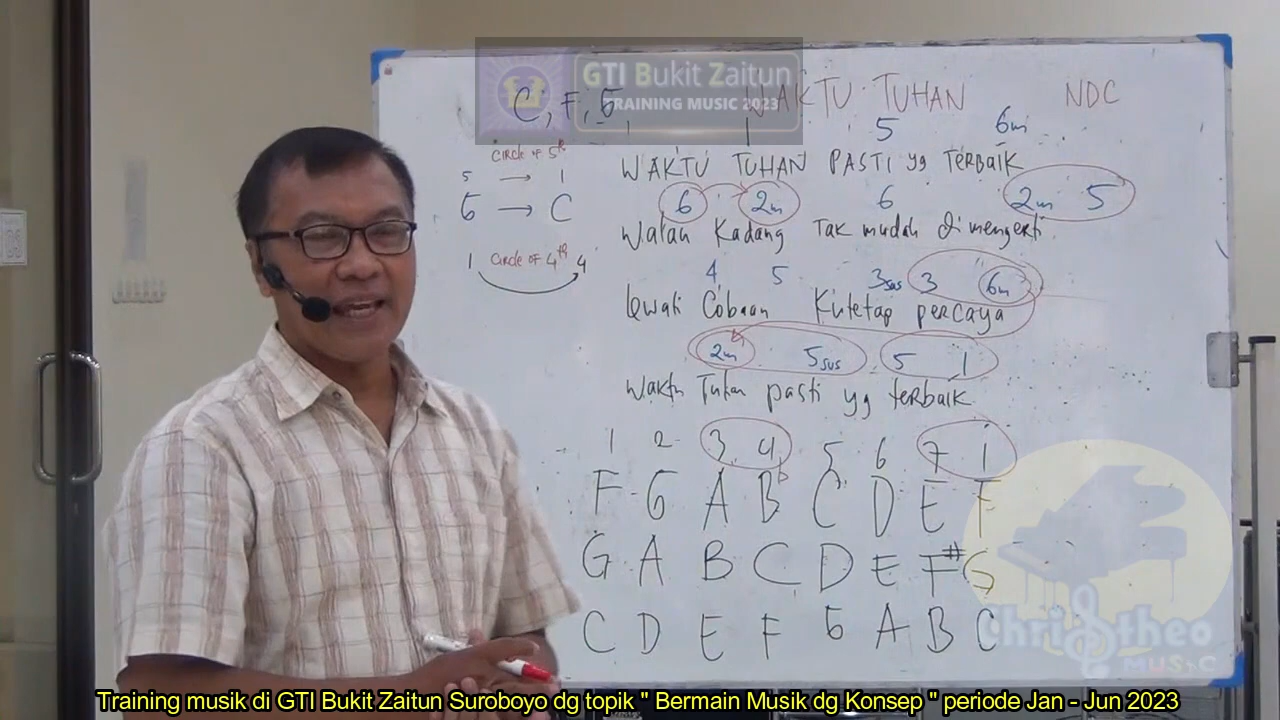 GTI Bukit Zaitun
TRAINING MUSIC 2023
C, F, G
WAKTU TUHAN NDC
1 5 6m
WAKTU TUHAN PASTI yg TERBAIK
6 2m 6 2m 5
Walau Kadang Tak mudah dimengerti
4 5 3sus 3 6m
Lewati Cobaan Kutetap percaya
2m 5sus 5 1
Waktu Tuhan pasti yg terbaik
Circle of 5th
5 → 1
G → C
1 Circle of 4th 4
1 2 3 4 5 6 7 1
F G A Bb C D E F
G A B C D E F# G
C D E F G A B C
Christheo
MUSIC
Training musik di GTI Bukit Zaitun Suroboyo dg topik " Bermain Musik dg Konsep " periode Jan - Jun 2023